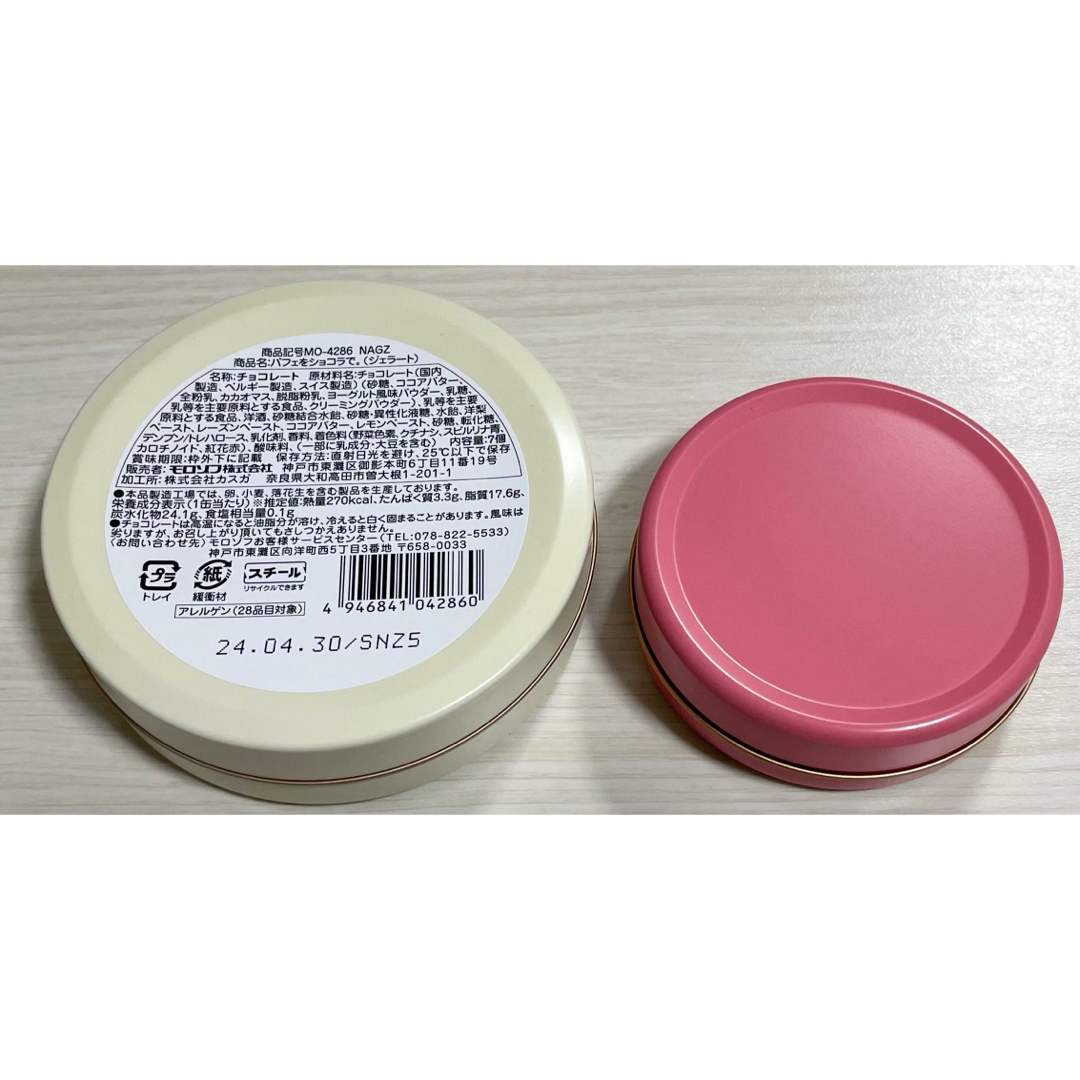 商品記号MO-4286 NAGZ
商品名:パフェをショコラで。(ジェラート)
名称:チョコレート 原材料名:チョコレート(国内
製造、ベルギー製造、スイス製造)(砂糖、ココアバター、
全粉乳、カカオマス、脱脂粉乳、ヨーグルト風味パウダー、乳糖、
乳等を主要原料とする食品、クリーミングパウダー)、乳等を主要
原料とする食品、洋酒、砂糖結合水飴、砂糖・異性化液糖、水飴、洋梨
ペースト、レーズンペースト、ココアバター、レモンペースト、砂糖、転化糖、
デンプン/トレハロース、乳化剤、香料、着色料(野菜色素、クチナシ、スピルリナ青、
カロチノイド、紅花赤)、酸味料、(一部に乳成分・大豆を含む) 内容量:7個
賞味期限:枠外下に記載 保存方法:直射日光を避け、25℃以下で保存
販売者:モロゾフ株式会社 神戸市東灘区御影本町6丁目11番19号
加工所:株式会社カスガ 奈良県大和高田市曽大根1-201-1
●本品製造工場では、卵、小麦、落花生を含む製品を生産しております。
栄養成分表示(1缶当たり)※推定値:熱量270kcal、たんぱく質3.3g、脂質17.6g、
炭水化物24.1g、食塩相当量0.1g
●チョコレートは高温になると油脂分が溶け、冷えると白く固まることがあります。風味は
劣りますが、お召し上がり頂いてもさしつかえありません。
〈お問い合わせ先〉モロゾフお客様サービスセンター(TEL:078-822-5533)
神戸市東灘区向洋町西5丁目3番地 〒658-0033
プラ
トレイ
紙
緩衝材
スチール
リサイクルできます
4 946841 042860
アレルゲン(28品目対象)
24.04.30/SNZ5